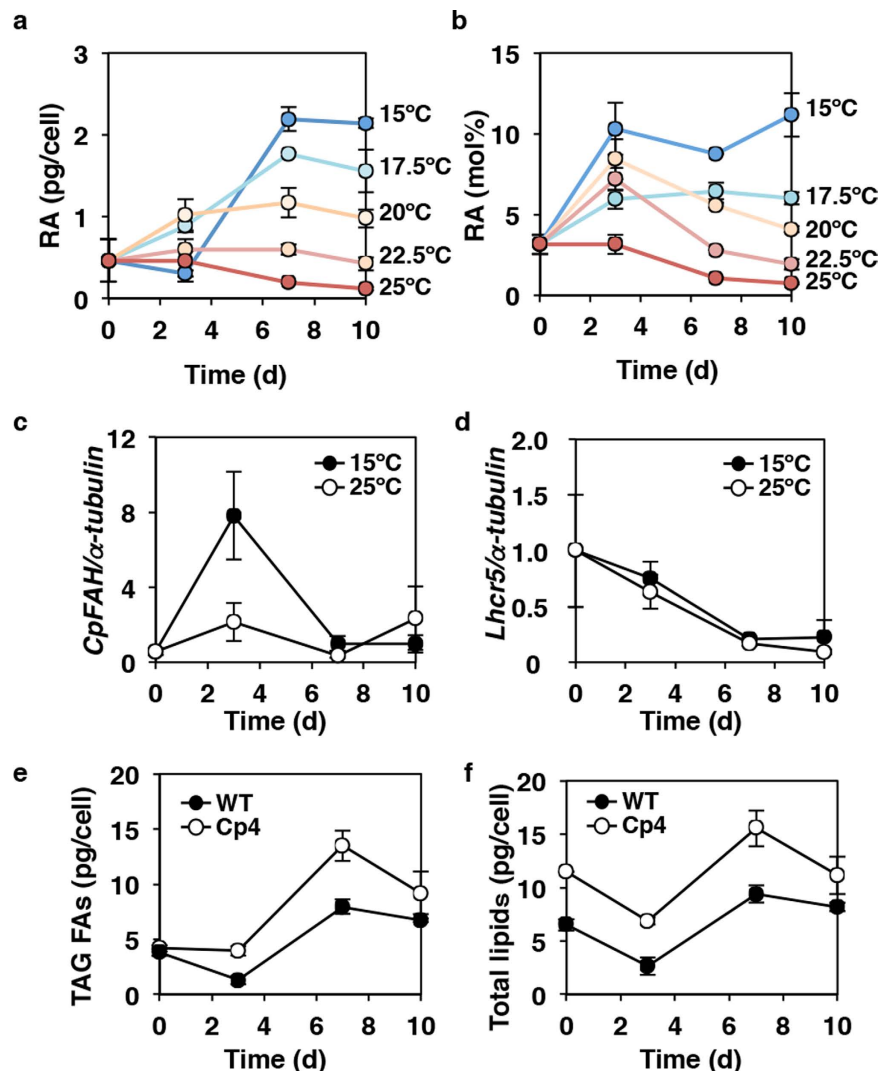 a
3
2
1
0
RA (pg/cell)
15ºC
17.5ºC
20ºC
22.5ºC
25ºC
0 2 4 6 8 10
Time (d)
b
15
10
5
0
RA (mol%)
15ºC
17.5ºC
20ºC
22.5ºC
25ºC
0 2 4 6 8 10
Time (d)
c
12
8
4
0
CpFAH/α-tubulin
15ºC
25ºC
0 2 4 6 8 10
Time (d)
d
2.0
1.5
1.0
0.5
0
Lhcr5/α-tubulin
15ºC
25ºC
0 2 4 6 8 10
Time (d)
e
20
15
10
5
0
TAG FAs (pg/cell)
WT
Cp4
0 2 4 6 8 10
Time (d)
f
20
15
10
5
0
Total lipids (pg/cell)
WT
Cp4
0 2 4 6 8 10
Time (d)